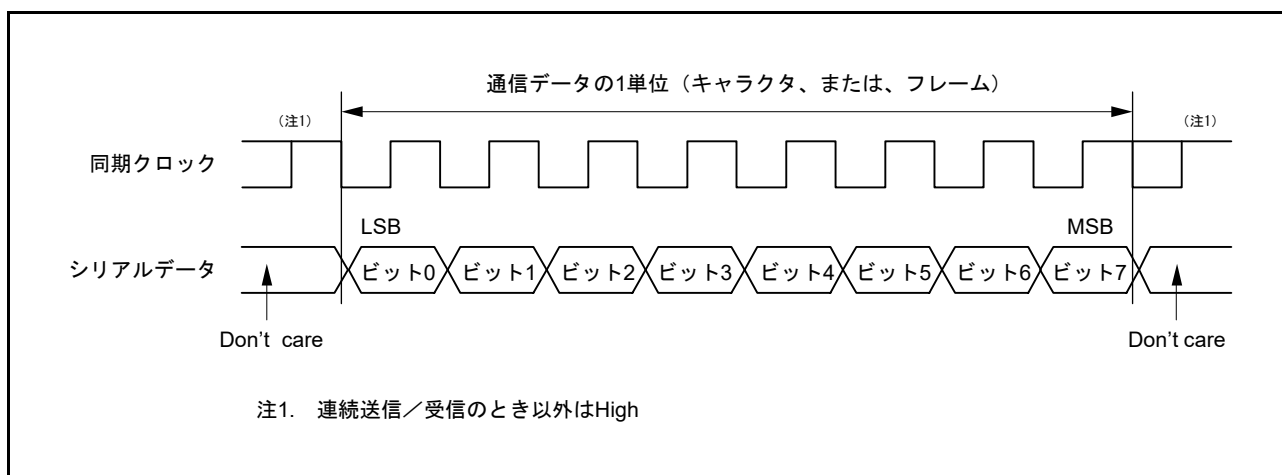 通信データの1単位（キャラクタ、または、フレーム）
（注1）
（注1）
同期クロック
LSB
MSB
シリアルデータ
ビット0 ビット1 ビット2 ビット3 ビット4 ビット5 ビット6 ビット7
Don't care
Don't care
注1. 連続送信／受信のとき以外はHigh